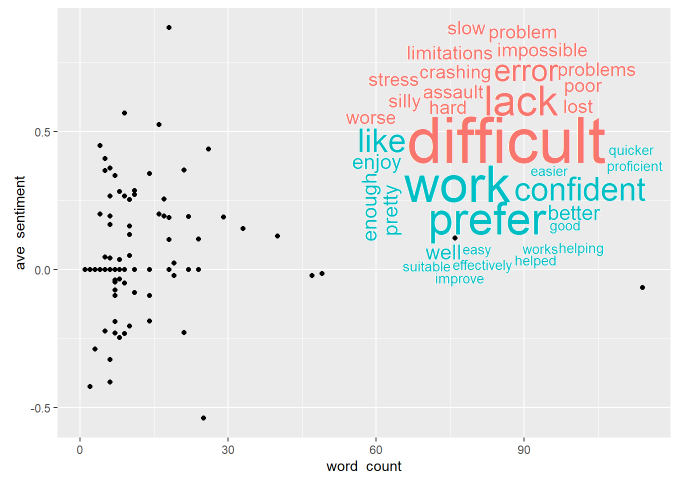 slow problem
limitations impossible
stress crashing error problems
silly assault lack poor
hard lost
worse
like difficult
enjoy quicker
easier proficient
enough pretty work confident
prefer better
good
well easy works helping
suitable effectively helped
improve
0.5
0.0
-0.5
ave_sentiment
0 30 60 90
word_count